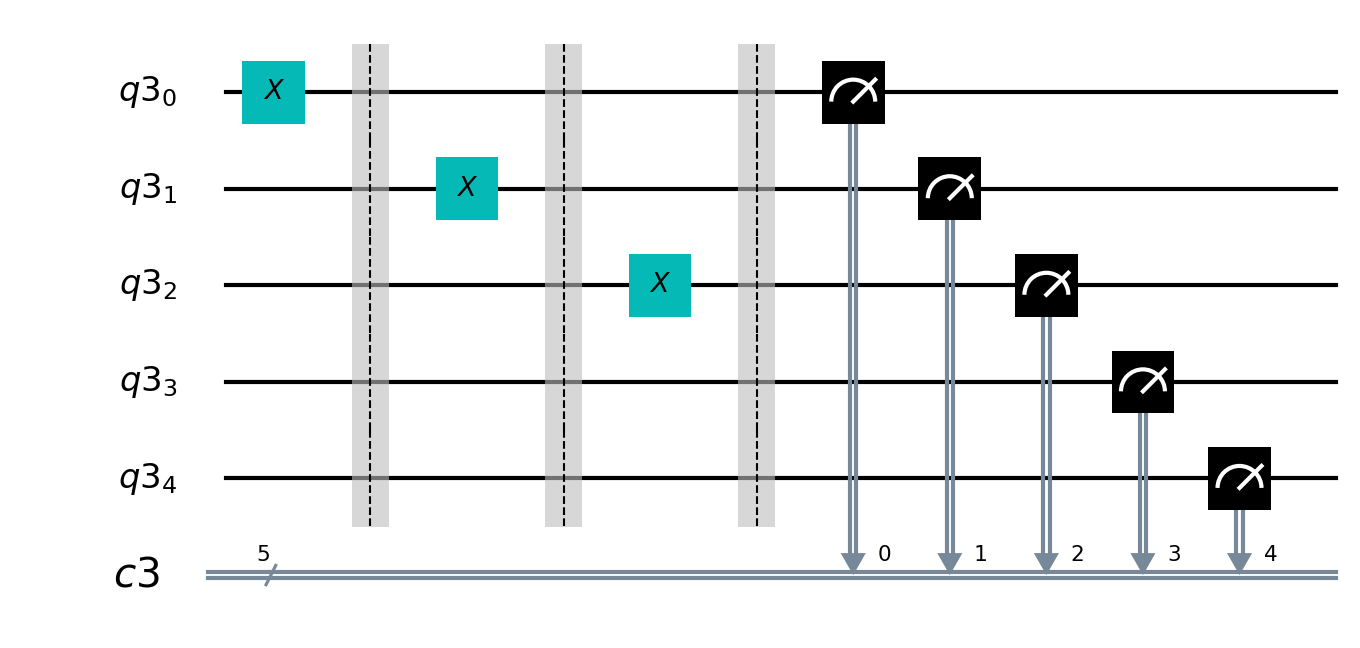 q3₀ X
q3₁ X
q3₂ X
q3₃
q3₄
c3 5 0 1 2 3 4